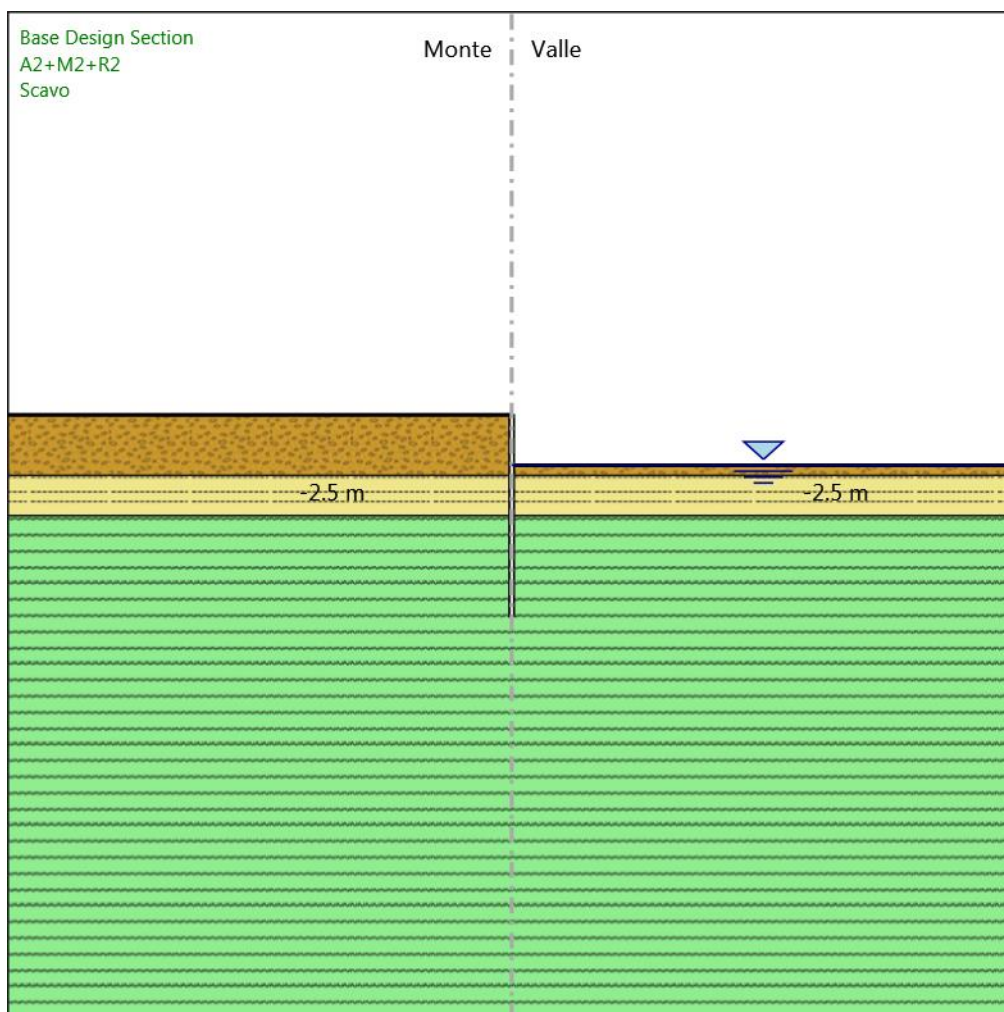 Base Design Section
A2+M2+R2
Scavo
Monte
Valle
-2.5 m
-2.5 m